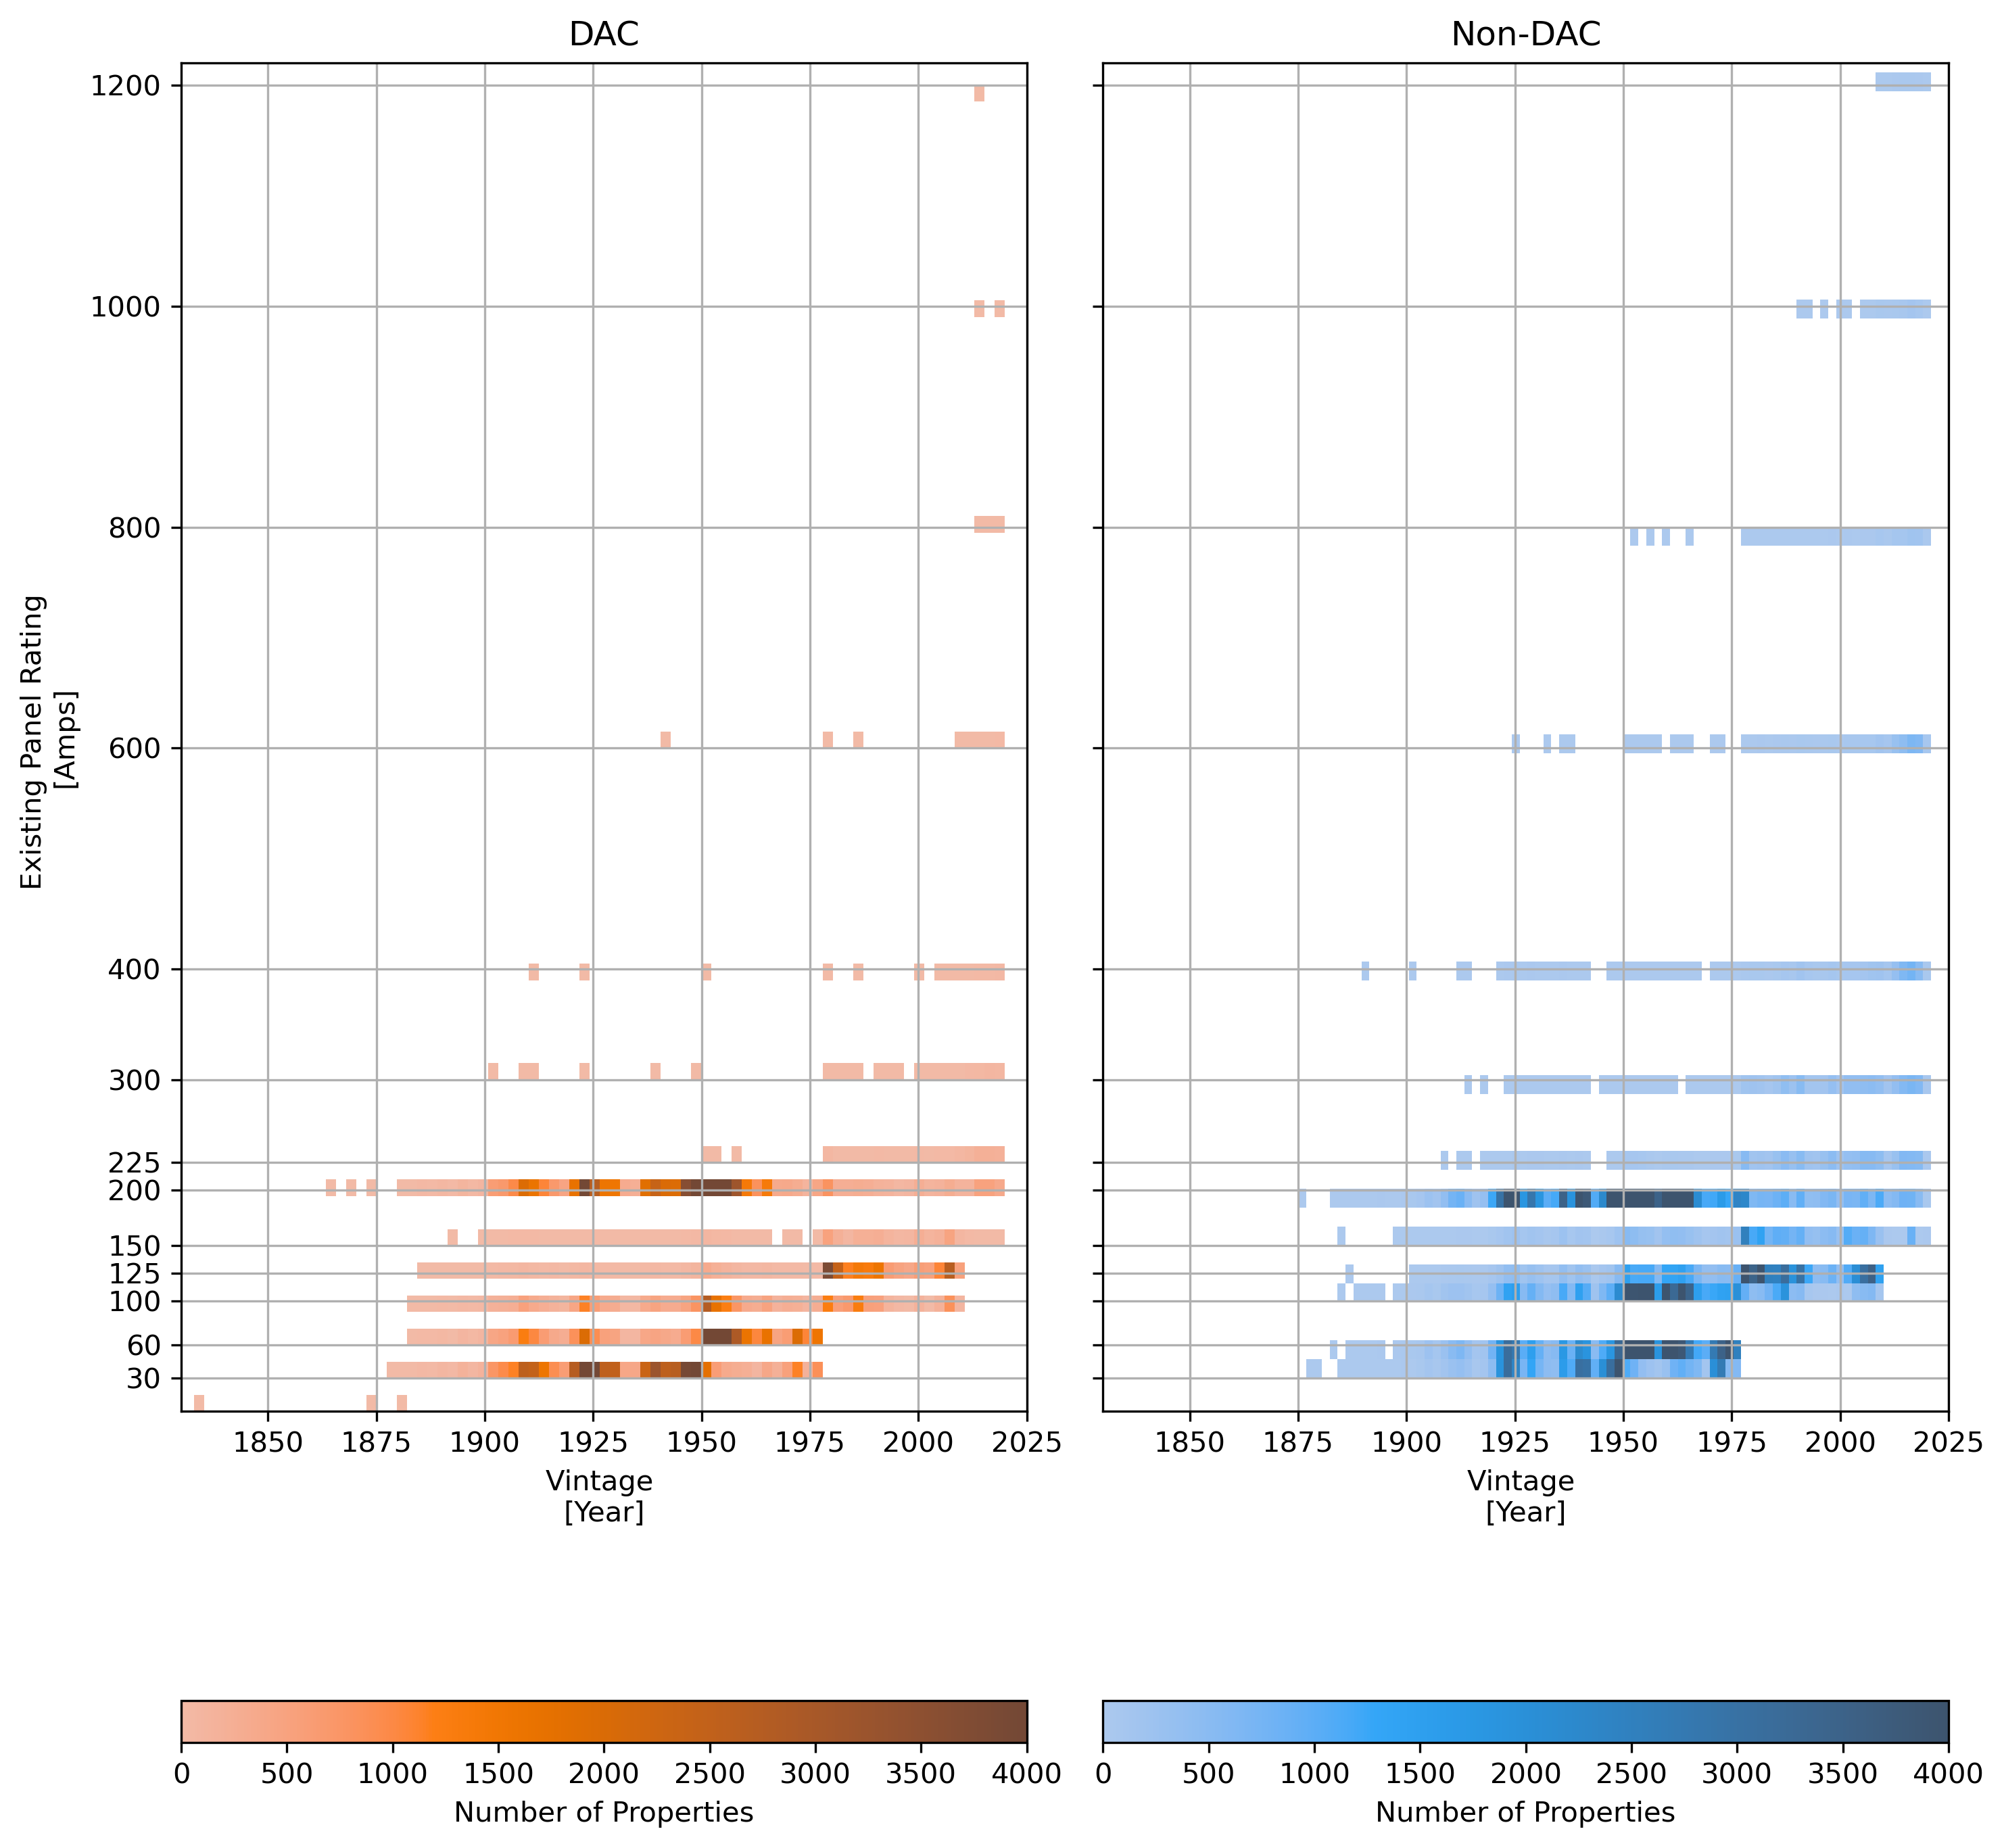 DAC
Non-DAC
1200
1000
800
600
400
300
225
200
150
125
100
60
30
Existing Panel Rating
[Amps]
1850 1875 1900 1925 1950 1975 2000 2025
1850 1875 1900 1925 1950 1975 2000 2025
Vintage
[Year]
Vintage
[Year]
0 500 1000 1500 2000 2500 3000 3500 4000
0 500 1000 1500 2000 2500 3000 3500 4000
Number of Properties
Number of Properties